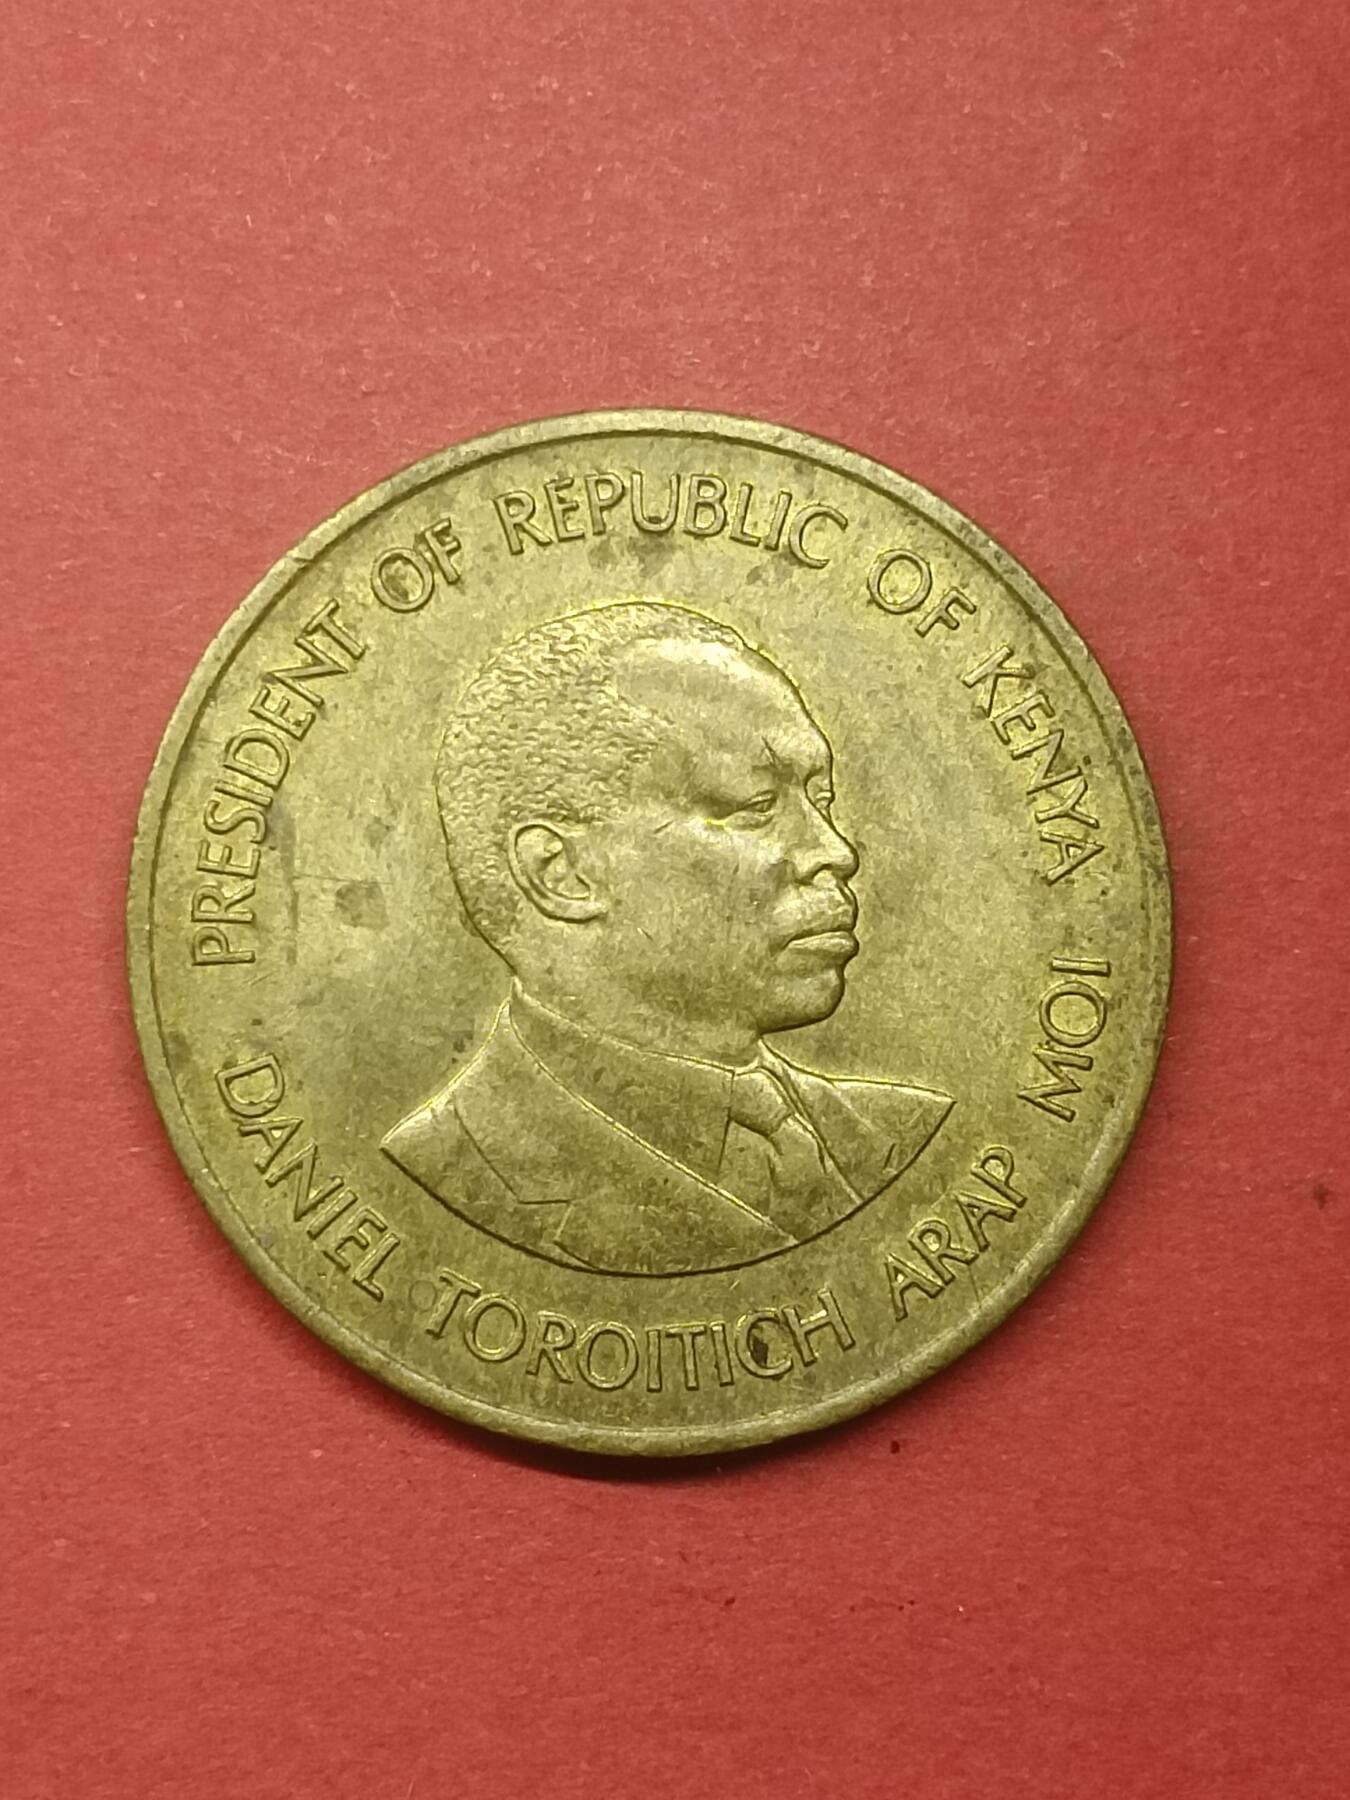 PRESIDENT OF REPUBLIC OF KENYA
DANIEL TOROITICH ARAP MOI